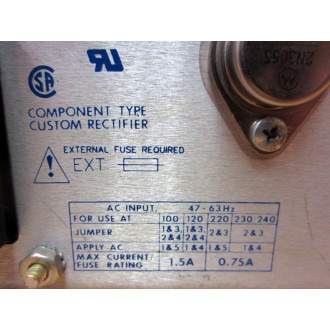 2N3055
SA
COMPONENT TYPE
CUSTOM RECTIFIER
EXTERNAL FUSE REQUIRED
! EXT
AC INPUT, 47-63Hz
FOR USE AT 100 120 220 230/240
JUMPER 1&3, 2&4 1&3, 2&4 2&3 2&3
APPLY AC 1&5 1&4 1&5 1&4
MAX CURRENT/ FUSE RATING 1.5A 0.75A